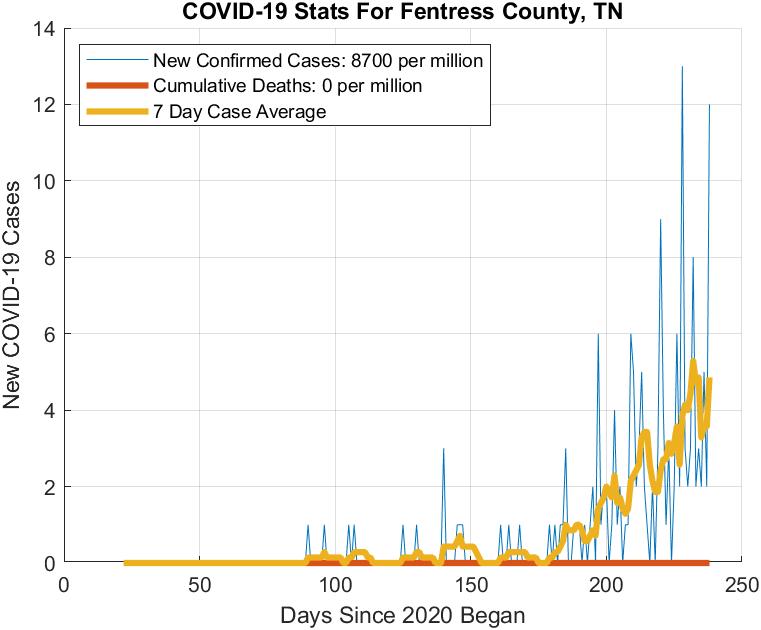 COVID-19 Stats For Fentress County, TN
New Confirmed Cases: 8700 per million
Cumulative Deaths: 0 per million
7 Day Case Average
14
12
10
8
6
4
2
0
New COVID-19 Cases
0 50 100 150 200 250
Days Since 2020 Began